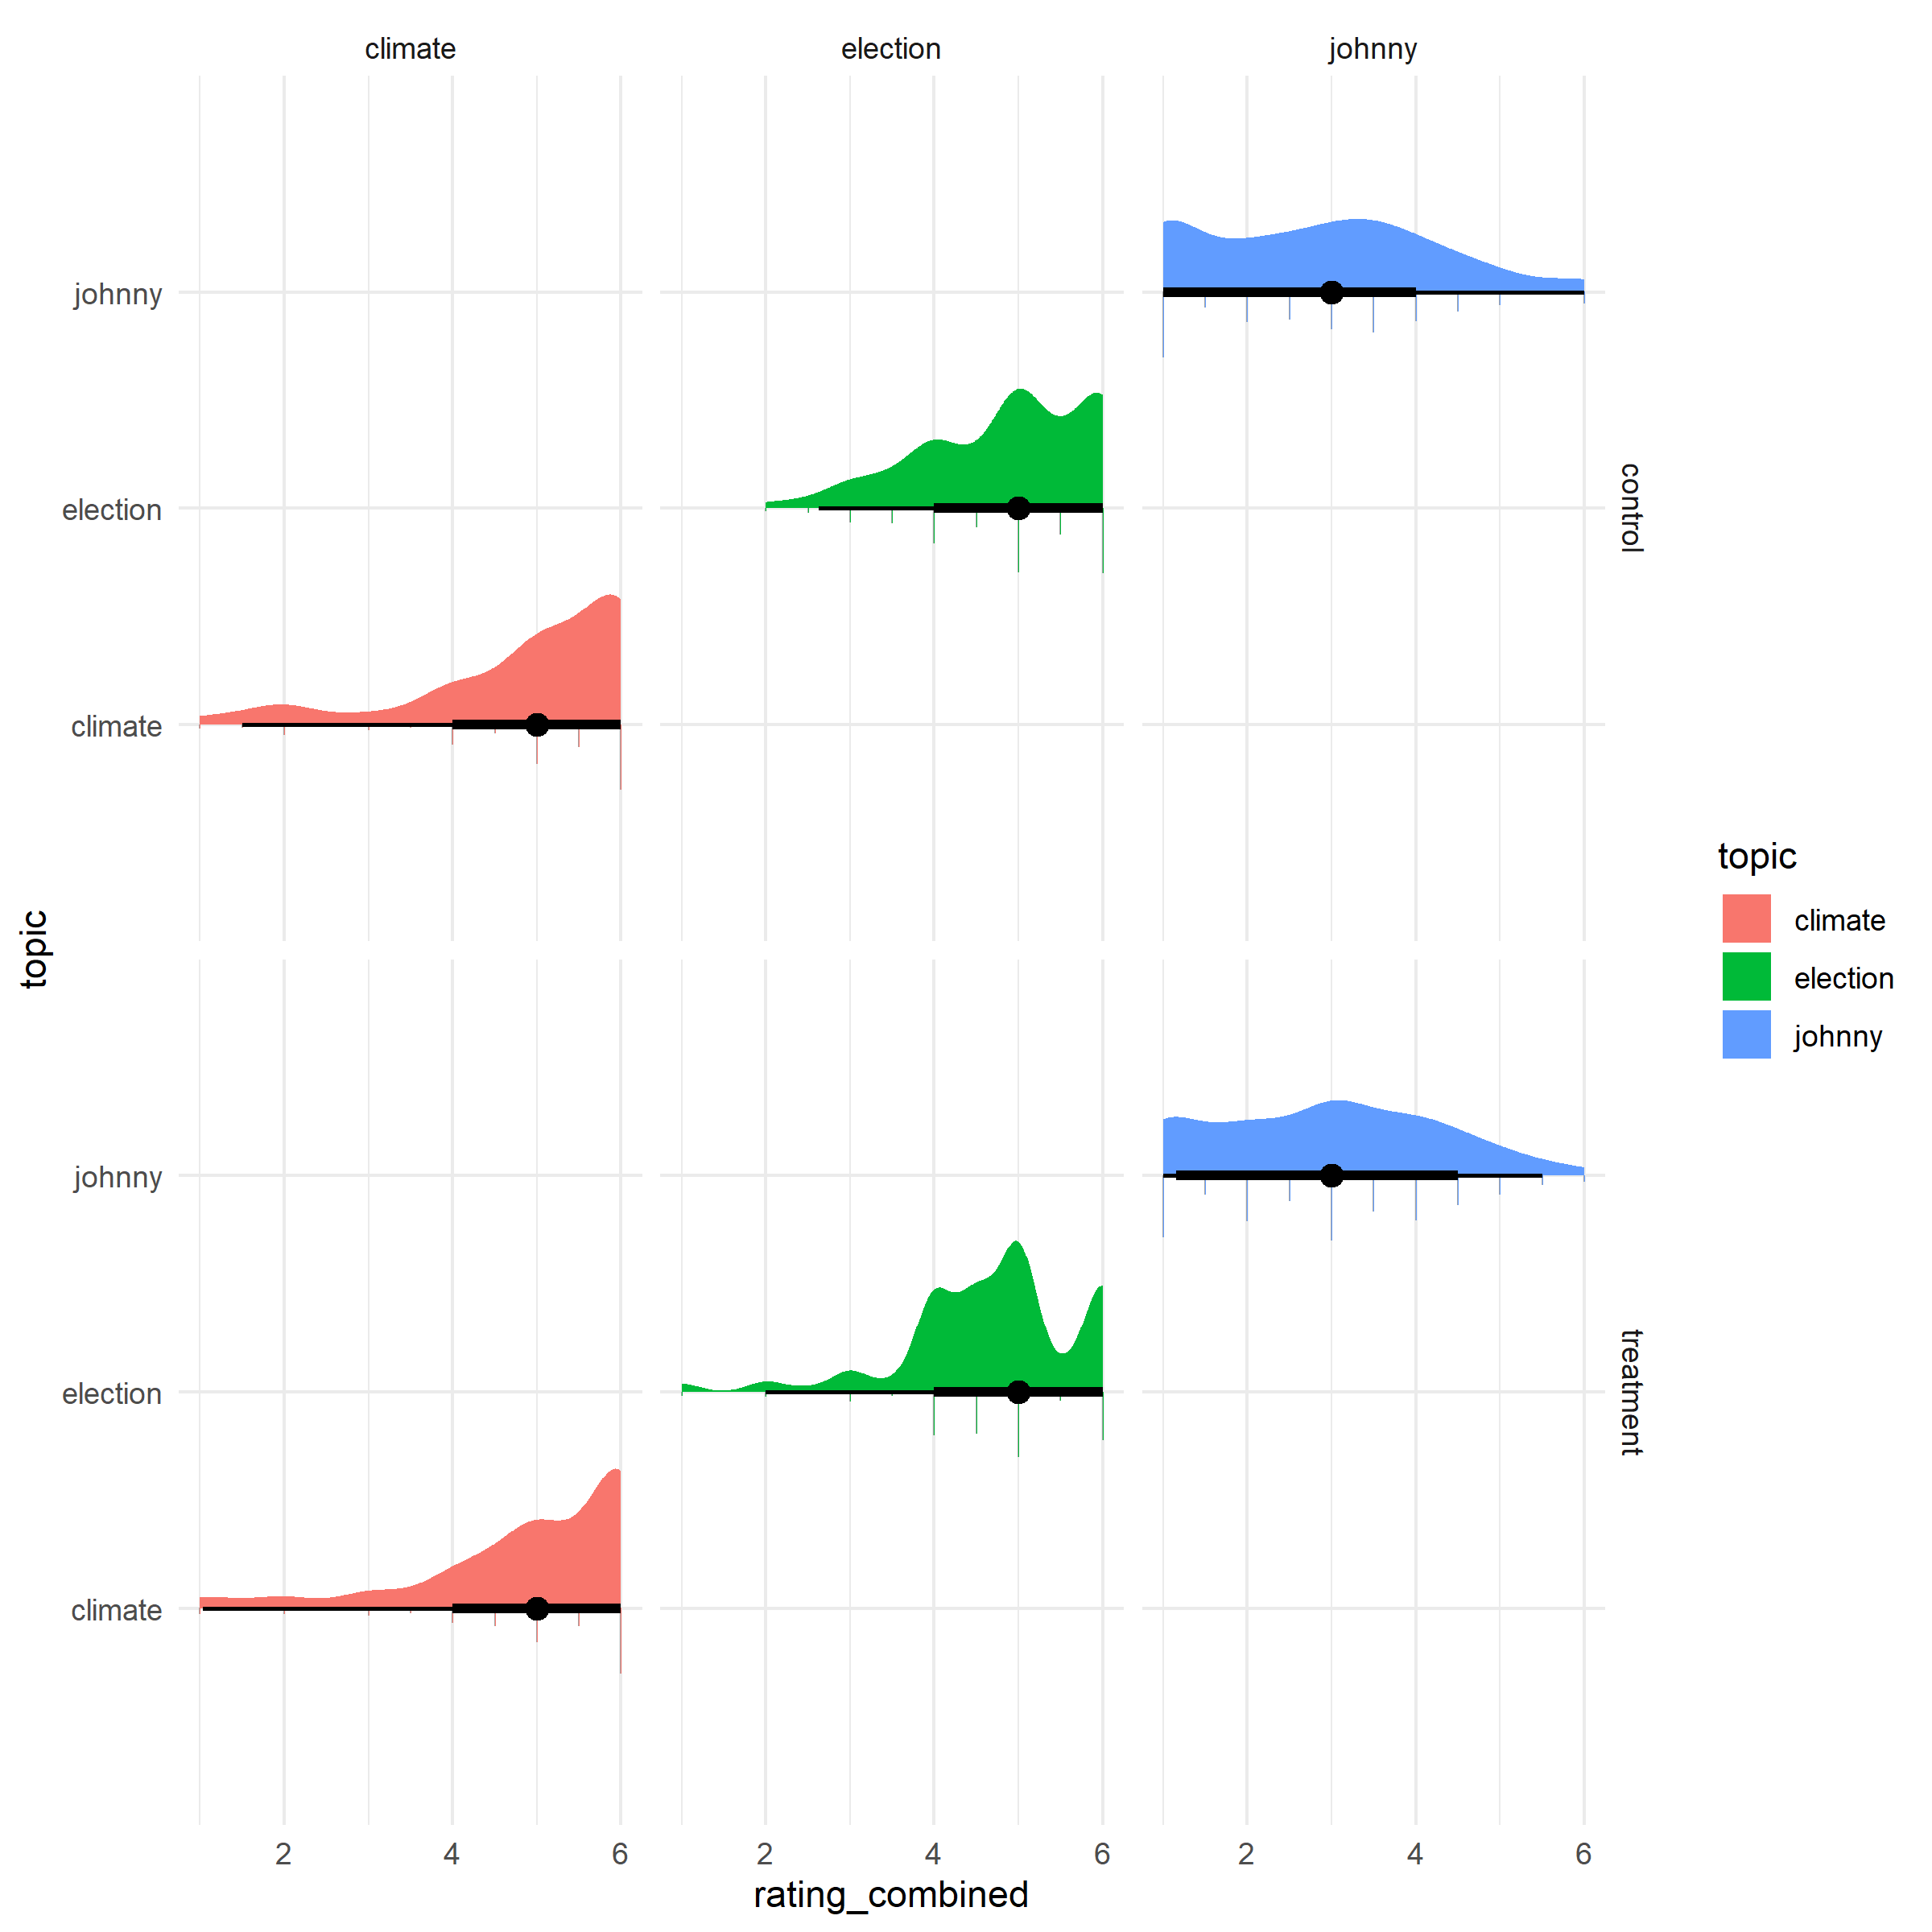 climate
election
johnny
johnny
election
climate
control
topic
johnny
election
climate
treatment
2
4
6
2
4
6
2
4
6
rating_combined
topic
climate
election
johnny